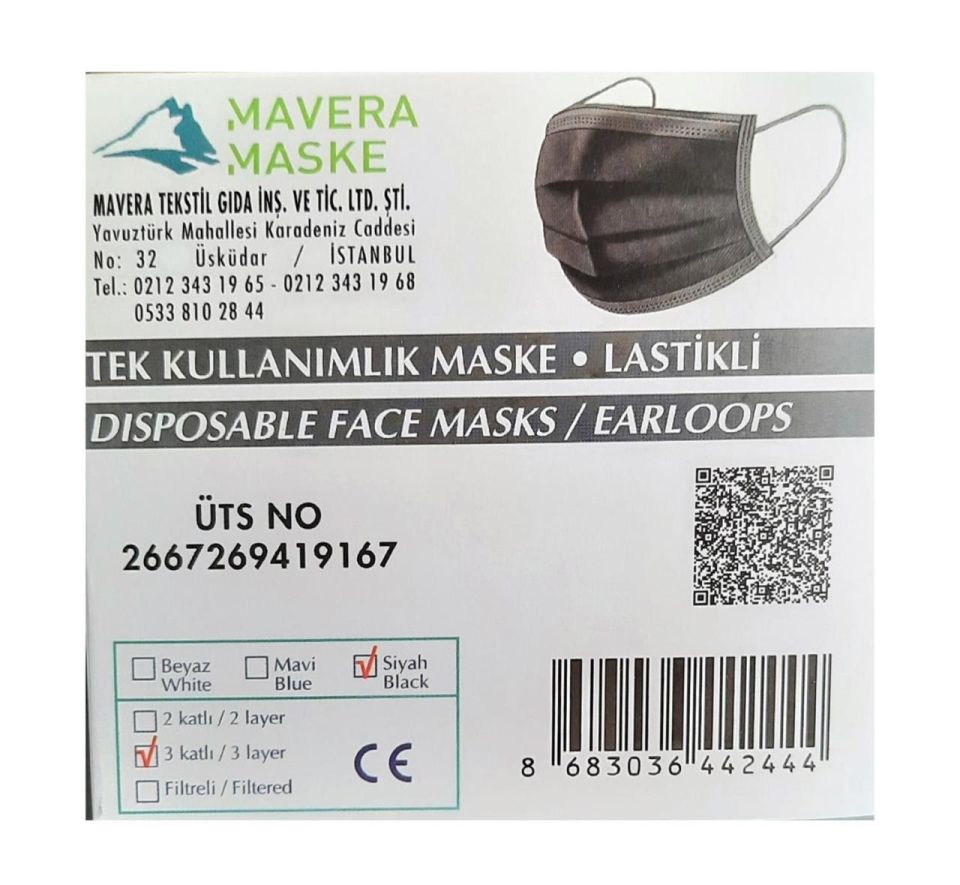 MAVERA
MASKE
MAVERA TEKSTİL GIDA İNŞ. VE TİC. LTD. ŞTİ.
Yavuztürk Mahallesi Karadeniz Caddesi
No: 32 Üsküdar / İSTANBUL
Tel.: 0212 343 19 65 - 0212 343 19 68
0533 810 28 44
TEK KULLANIMLIK MASKE • LASTİKLİ
DISPOSABLE FACE MASKS / EARLOOPS
ÜTS NO
2667269419167
Beyaz
White
Mavi
Blue
Siyah
Black
2 katlı / 2 layer
3 katlı / 3 layer
Filtreli / Filtered
CE
8 683036 442444